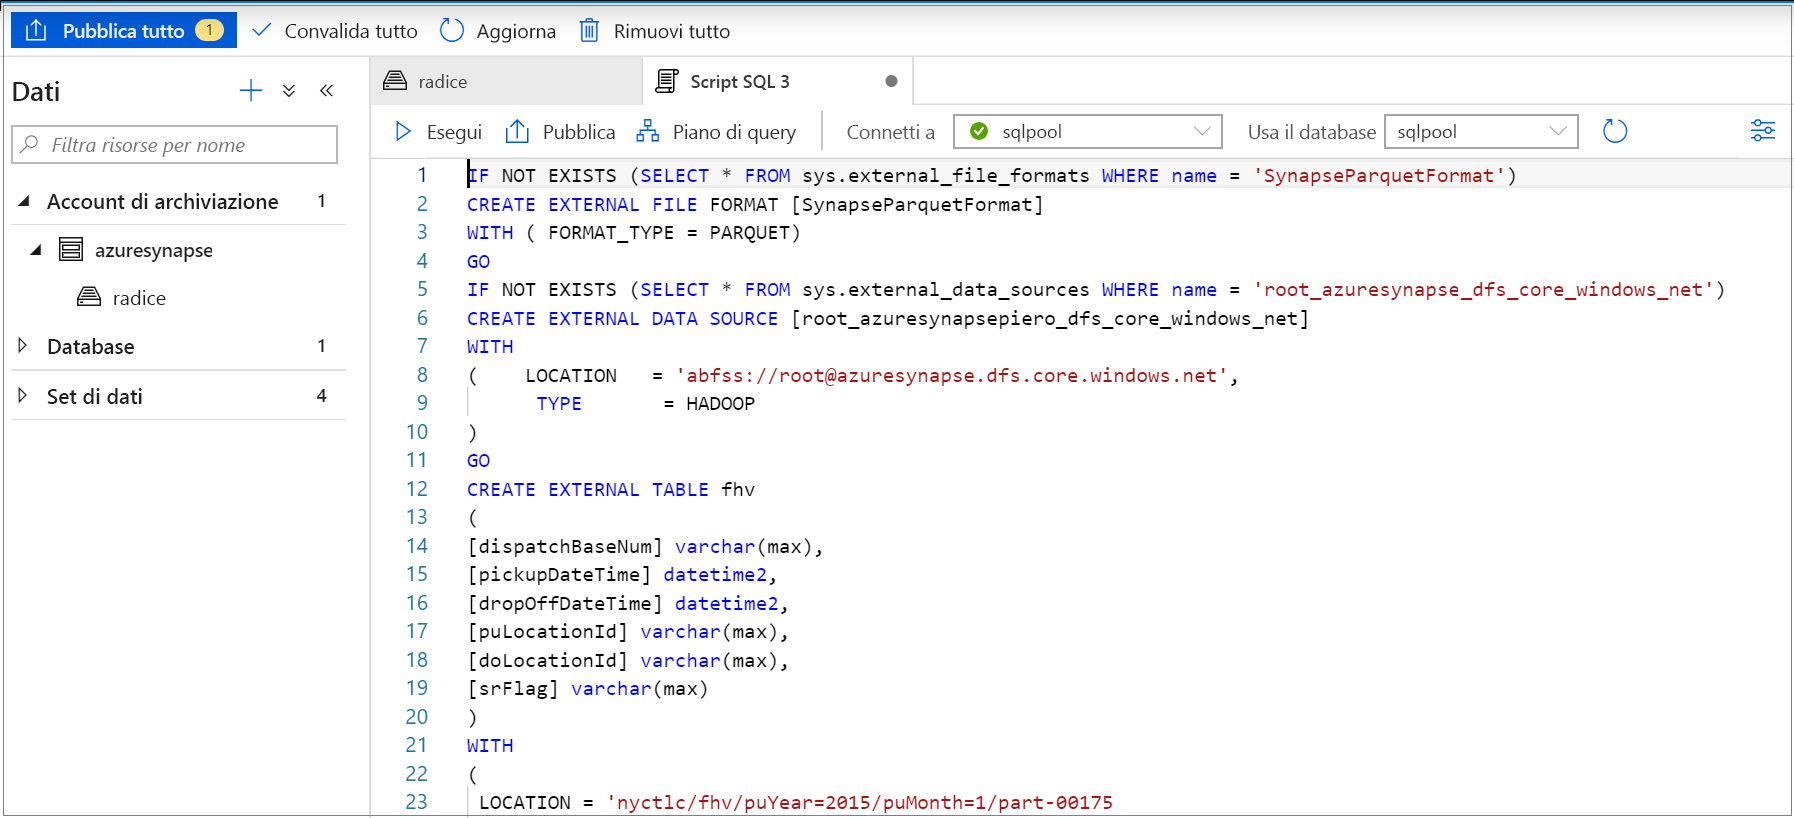 Pubblica tutto 1 Convalida tutto Aggiorna Rimuovi tutto
Dati
Filtra risorse per nome
Account di archiviazione 1
azuresynapse
radice
Database 1
Set di dati 4
radice Script SQL 3
Esegui Pubblica Piano di query Connetti a sqlpool Usa il database sqlpool
1 IF NOT EXISTS (SELECT * FROM sys.external_file_formats WHERE name = 'SynapseParquetFormat')
2 CREATE EXTERNAL FILE FORMAT [SynapseParquetFormat]
3 WITH ( FORMAT_TYPE = PARQUET)
4 GO
5 IF NOT EXISTS (SELECT * FROM sys.external_data_sources WHERE name = 'root_azuresynapse_dfs_core_windows_net')
6 CREATE EXTERNAL DATA SOURCE [root_azuresynapsepiero_dfs_core_windows_net]
7 WITH
8 ( LOCATION = 'abfss://root@azuresynapse.dfs.core.windows.net',
9 TYPE = HADOOP
10 )
11 GO
12 CREATE EXTERNAL TABLE fhv
13 (
14 [dispatchBaseNum] varchar(max),
15 [pickupDateTime] datetime2,
16 [dropOffDateTime] datetime2,
17 [puLocationId] varchar(max),
18 [doLocationId] varchar(max),
19 [srFlag] varchar(max)
20 )
21 WITH
22 (
23 LOCATION = 'nyctlc/fhv/puYear=2015/puMonth=1/part-00175